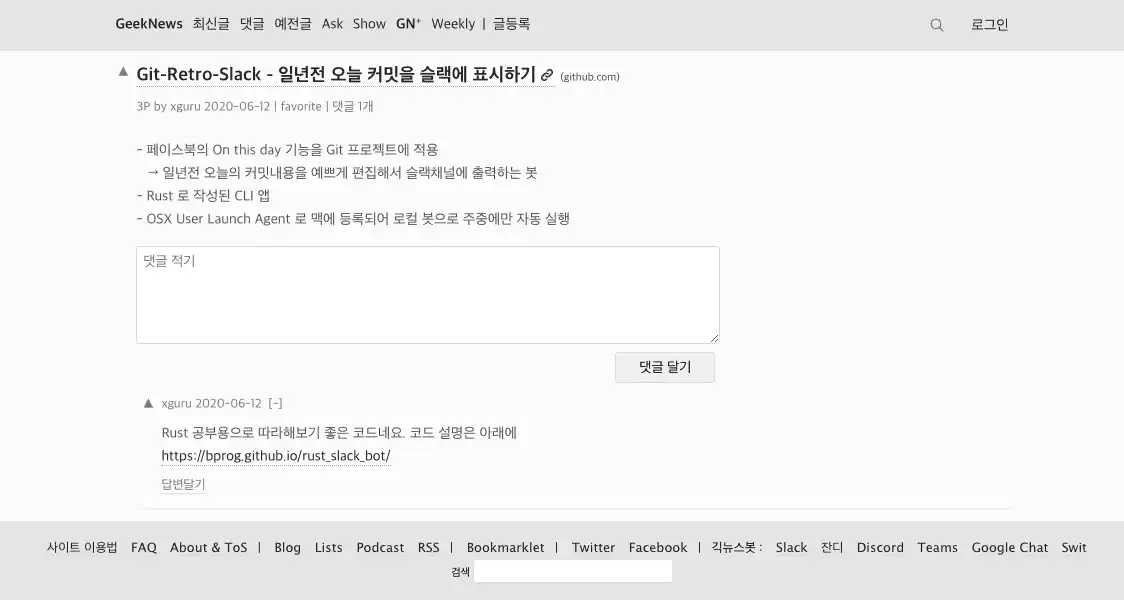 GeekNews 최신글 댓글 예전글 Ask Show GN⁺ Weekly | 글등록 로그인
▲ Git-Retro-Slack - 일년전 오늘 커밋을 슬랙에 표시하기 (github.com)
3P by xguru 2020-06-12 | favorite | 댓글 1개
- 페이스북의 On this day 기능을 Git 프로젝트에 적용
→ 일년전 오늘의 커밋내용을 예쁘게 편집해서 슬랙채널에 출력하는 봇
- Rust 로 작성된 CLI 앱
- OSX User Launch Agent 로 맥에 등록되어 로컬 봇으로 주중에만 자동 실행
댓글 적기
댓글 달기
▲ xguru 2020-06-12 [-]
Rust 공부용으로 따라해보기 좋은 코드네요. 코드 설명은 아래에
https://bprog.github.io/rust_slack_bot/
답변달기
사이트 이용법 FAQ About & ToS | Blog Lists Podcast RSS | Bookmarklet | Twitter Facebook | 긱뉴스봇 : Slack 잔디 Discord Teams Google Chat Swit
검색